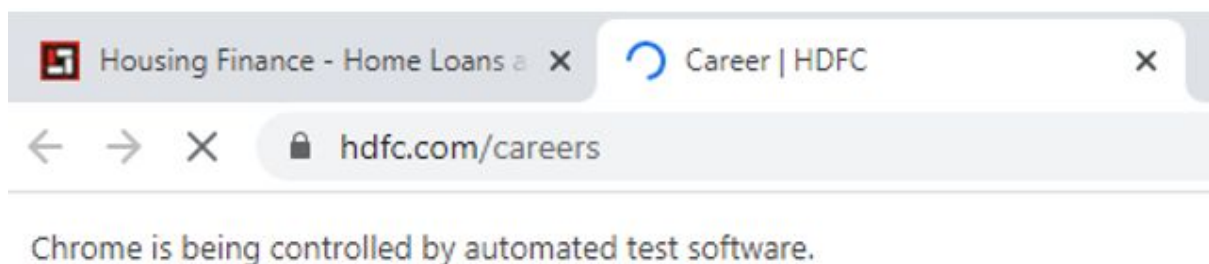 Housing Finance - Home Loans a
Career | HDFC
hdfc.com/careers
Chrome is being controlled by automated test software.